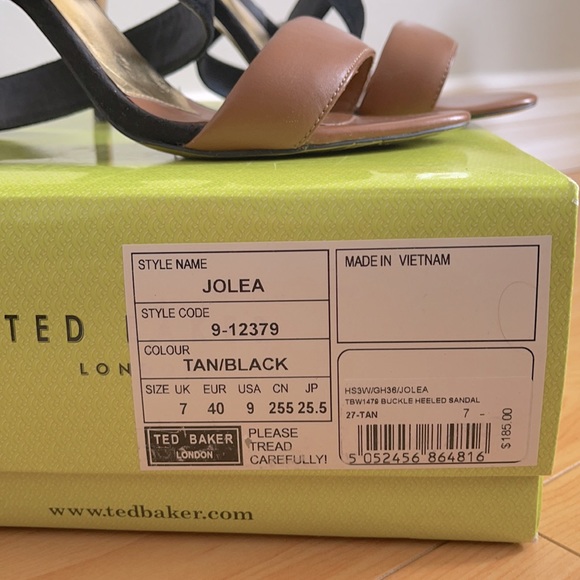 STYLE NAME
JOLEA
STYLE CODE
9-12379
COLOUR
TAN/BLACK
SIZE UK EUR USA CN JP
7 40 9 255 25.5
TED BAKER
LONDON
PLEASE
TREAD
CAREFULLY!
MADE IN VIETNAM
HS3W/GH36/JOLEA
TBW1479 BUCKLE HEELED SANDAL
27-TAN 7 -
$185.00
5 052456 864816
TED
LON
www.tedbaker.com